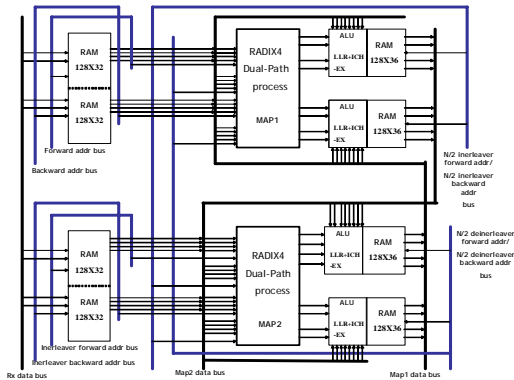 RAM
128X32
RAM
128X32
Forward addr bus
Backward addr bus
RADIX4
Dual-Path
process
MAP1
ALU
LLR+ICH
-EX
RAM
128X36
ALU
LLR+ICH
-EX
RAM
128X36
N/2 inerleaver
forward addr/
N/2 inerleaver
backward
addr
bus
RAM
128X32
RAM
128X32
Inerleaver forward addr bus
Inerleaver backward addr bus
Rx data bus
RADIX4
Dual-Path
process
MAP2
ALU
LLR+ICH
-EX
RAM
128X36
ALU
LLR+ICH
-EX
RAM
128X36
N/2 deinerleever
forward addr/
N/2 deinerleever
backward addr
bus
Map2 data bus
Map1 data bus